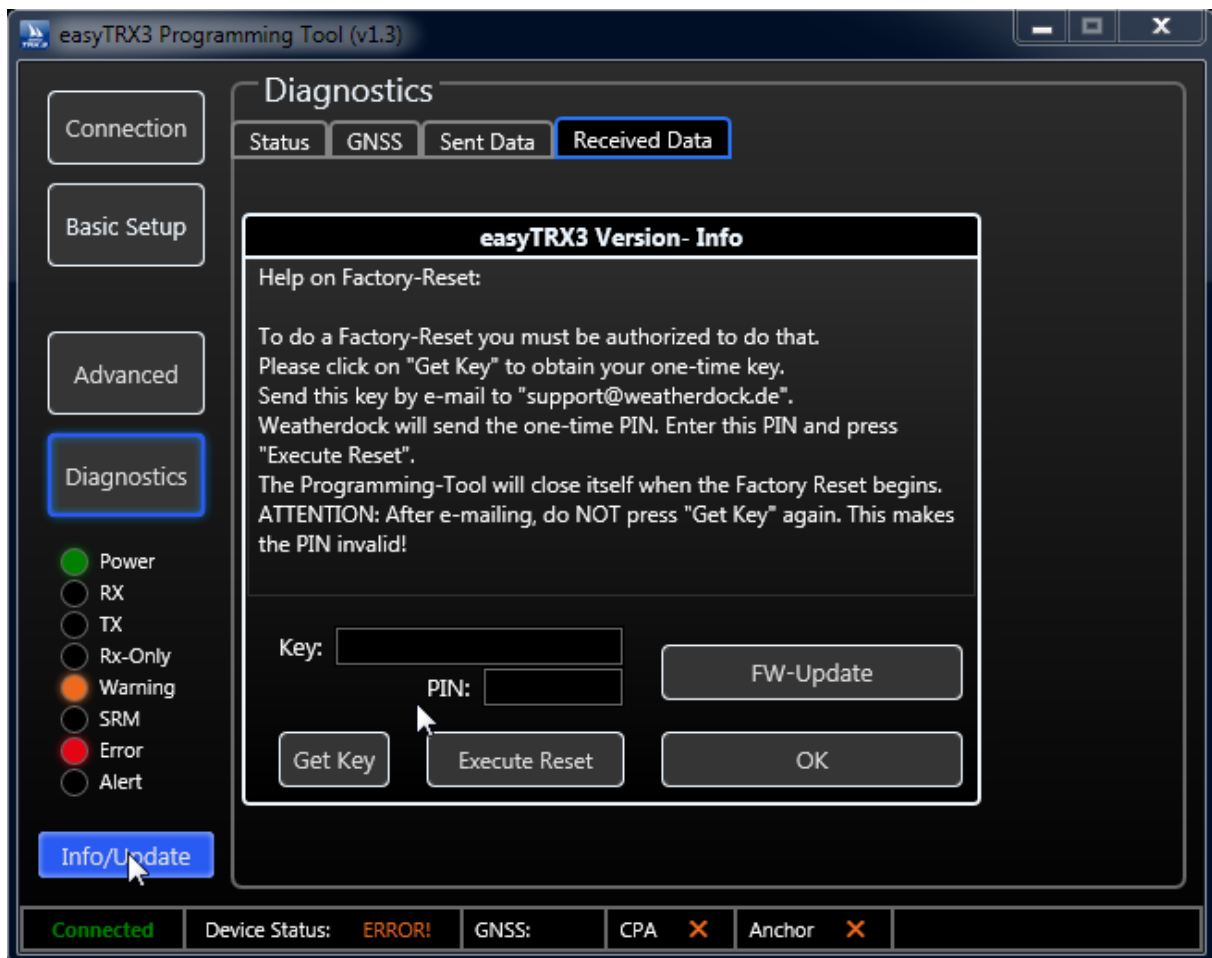 easyTRX3 Programming Tool (v1.3)
Connection
Basic Setup
Advanced
Diagnostics
Power
RX
TX
Rx-Only
Warning
SRM
Error
Alert
Info/Update
Diagnostics
Status GNSS Sent Data Received Data
easyTRX3 Version- Info
Help on Factory-Reset:
To do a Factory-Reset you must be authorized to do that.
Please click on "Get Key" to obtain your one-time key.
Send this key by e-mail to "support@weatherdock.de".
Weatherdock will send the one-time PIN. Enter this PIN and press
"Execute Reset".
The Programming-Tool will close itself when the Factory Reset begins.
ATTENTION: After e-mailing, do NOT press "Get Key" again. This makes
the PIN invalid!
Key:
PIN:
FW-Update
Get Key Execute Reset OK
Connected Device Status: ERROR! GNSS: CPA X Anchor X